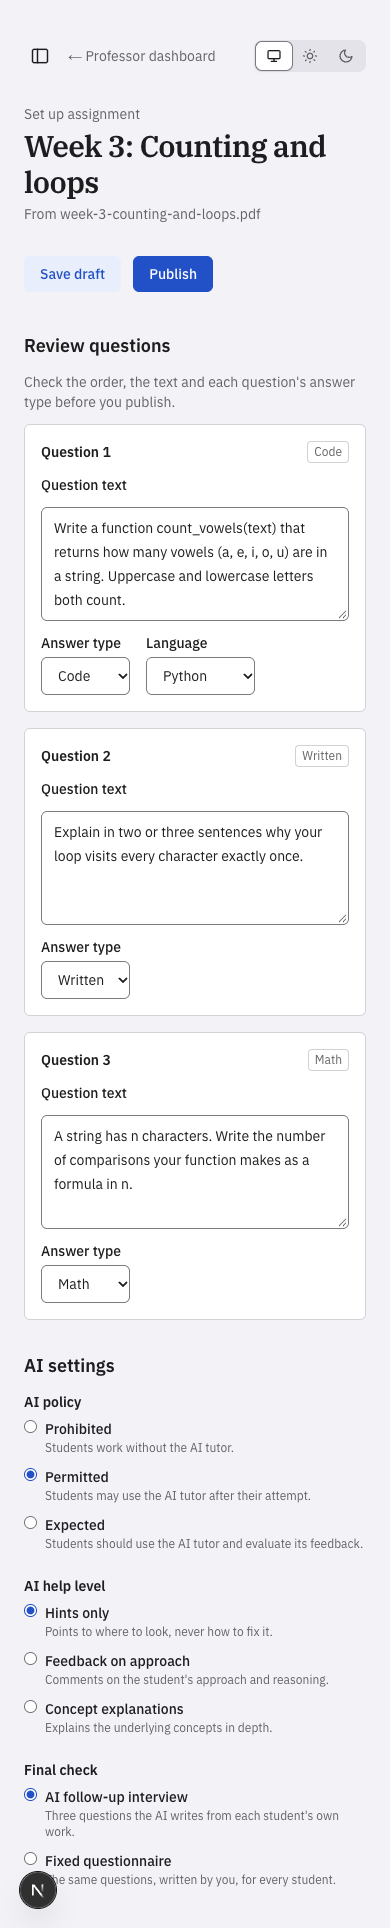 ← Professor dashboard
Set up assignment
Week 3: Counting and
loops
From week-3-counting-and-loops.pdf
Save draft
Publish
Review questions
Check the order, the text and each question's answer
type before you publish.
Question 1
Code
Question text
Write a function count_vowels(text) that
returns how many vowels (a, e, i, o, u) are in
a string. Uppercase and lowercase letters
both count.
Answer type
Language
Code
Python
Question 2
Written
Question text
Explain in two or three sentences why your
loop visits every character exactly once.
Answer type
Written
Question 3
Math
Question text
A string has n characters. Write the number
of comparisons your function makes as a
formula in n.
Answer type
Math
AI settings
AI policy
Prohibited
Students work without the AI tutor.
Permitted
Students may use the AI tutor after their attempt.
Expected
Students should use the AI tutor and evaluate its feedback.
AI help level
Hints only
Points to where to look, never how to fix it.
Feedback on approach
Comments on the student's approach and reasoning.
Concept explanations
Explains the underlying concepts in depth.
Final check
AI follow-up interview
Three questions the AI writes from each student's own
work.
Fixed questionnaire
The same questions, written by you, for every student.
N